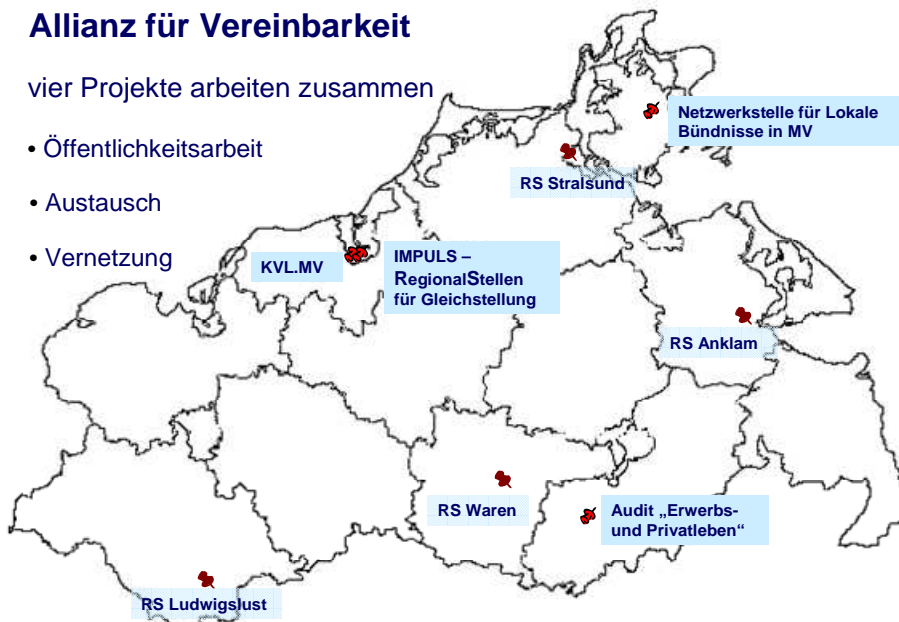 Allianz für Vereinbarkeit
vier Projekte arbeiten zusammen
• Öffentlichkeitsarbeit
• Austausch
• Vernetzung
Netzwerkstelle für Lokale
Bündnisse in MV
RS Stralsund
KVL.MV
IMPULS –
RegionalStellen
für Gleichstellung
RS Anklam
RS Waren
Audit „Erwerbs-
und Privatleben“
RS Ludwigslust